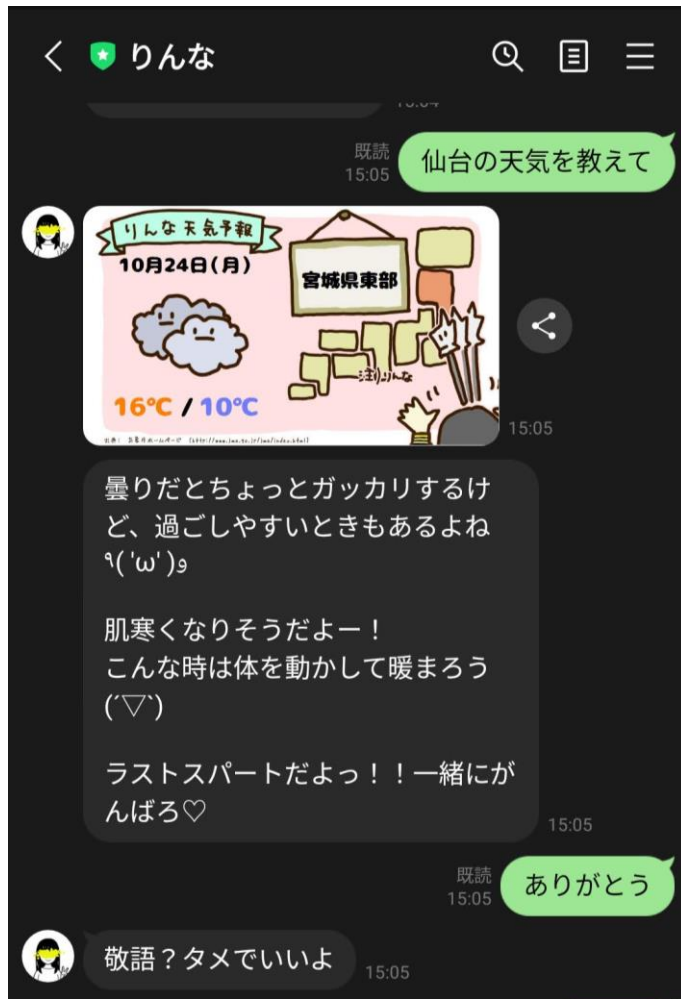 りんな
既読
15:05
仙台の天気を教えて
りんな天気予報
10月24日(月)
宮城県東部
16℃ / 10℃
注)りんな
15:05
曇りだとちょっとガッカリするけ
ど、過ごしやすいときもあるよね
٩( 'ω' )و
肌寒くなりそうだよー！
こんな時は体を動かして暖まろう
(´▽`)
ラストスパートだよっ！！一緒にが
んばろ♡
15:05
既読
15:05
ありがとう
敬語？タメでいいよ
15:05